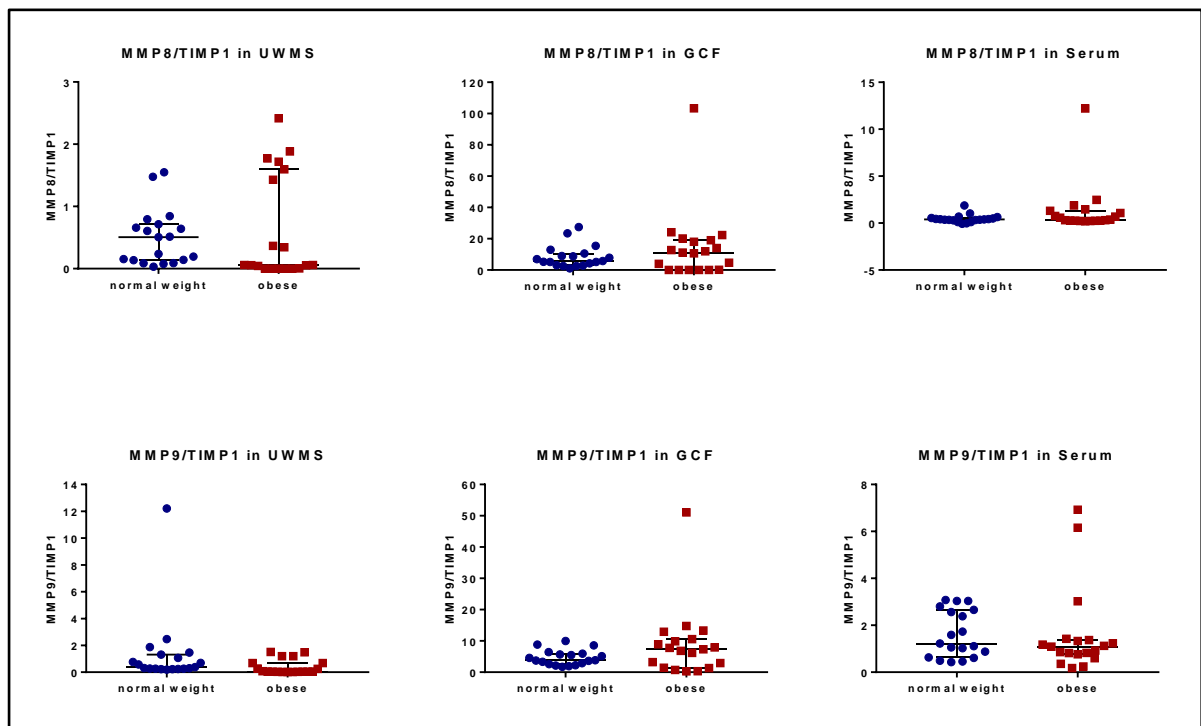 MMP8/TIMP1 in UWMS
MMP8/TIMP1
3
2
1
0
normal weight
obese
MMP8/TIMP1 in GCF
MMP8/TIMP1
120
100
80
60
40
20
0
normal weight
obese
MMP8/TIMP1 in Serum
MMP8/TIMP1
15
10
5
0
-5
normal weight
obese
MMP9/TIMP1 in UWMS
MMP9/TIMP1
14
12
10
8
6
4
2
0
normal weight
obese
MMP9/TIMP1 in GCF
MMP9/TIMP1
60
50
40
30
20
10
0
normal weight
obese
MMP9/TIMP1 in Serum
MMP9/TIMP1
8
6
4
2
0
normal weight
obese